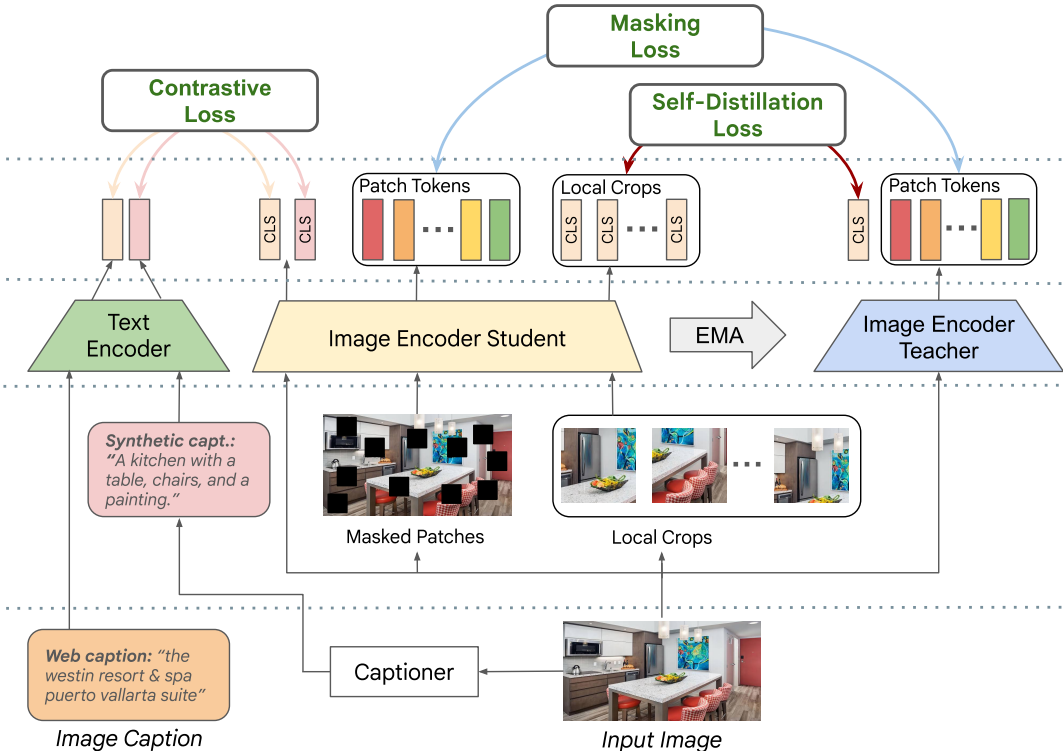 Masking
Loss
Contrastive
Loss
Self-Distillation
Loss
CLS
CLS
Patch Tokens
Local Crops
CLS
CLS
CLS
CLS
Patch Tokens
Text
Encoder
Image Encoder Student
EMA
Image Encoder
Teacher
Synthetic capt.:
“A kitchen with a
table, chairs, and a
painting.”
Masked Patches
Local Crops
Web caption: “the
westin resort & spa
puerto vallarta suite”
Captioner
Image Caption
Input Image